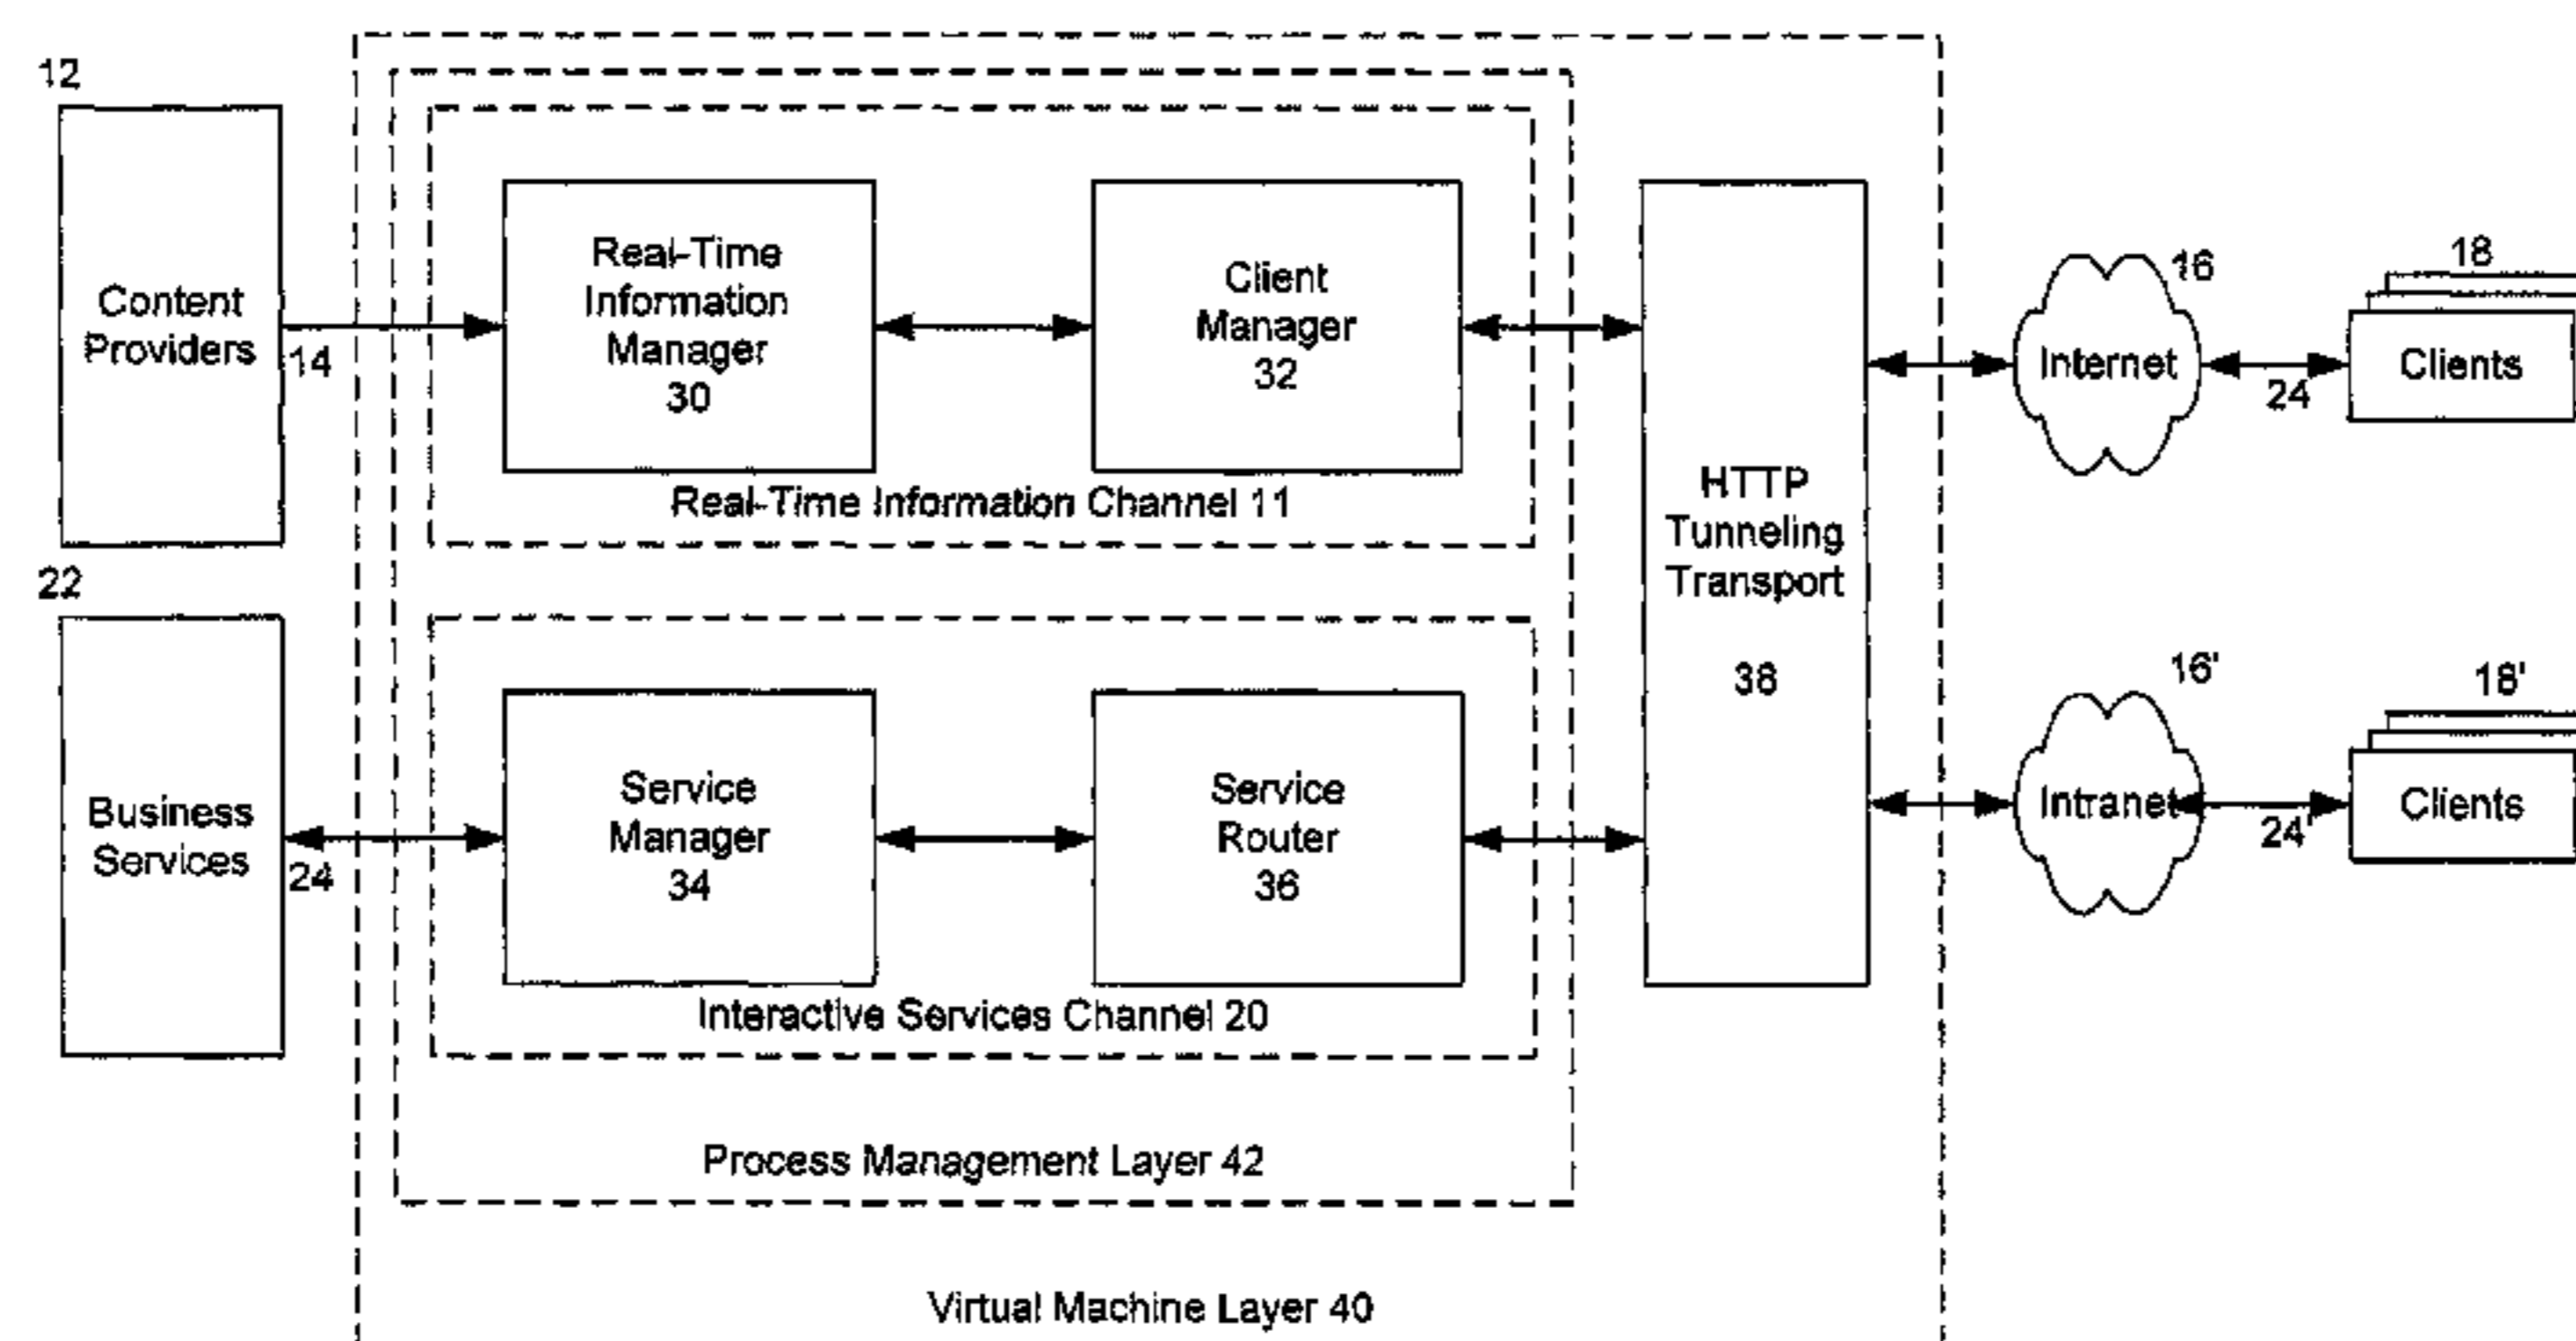 12
Content
Providers
14
Real-Time
Information
Manager
30
Client
Manager
32
Real-Time Information Channel 11
HTTP
Tunneling
Transport
38
16
Internet
24
18
Clients
22
Business
Services
24
Service
Manager
34
Service
Router
36
Interactive Services Channel 20
16'
Intranet
24'
18'
Clients
Process Management Layer 42
Virtual Machine Layer 40